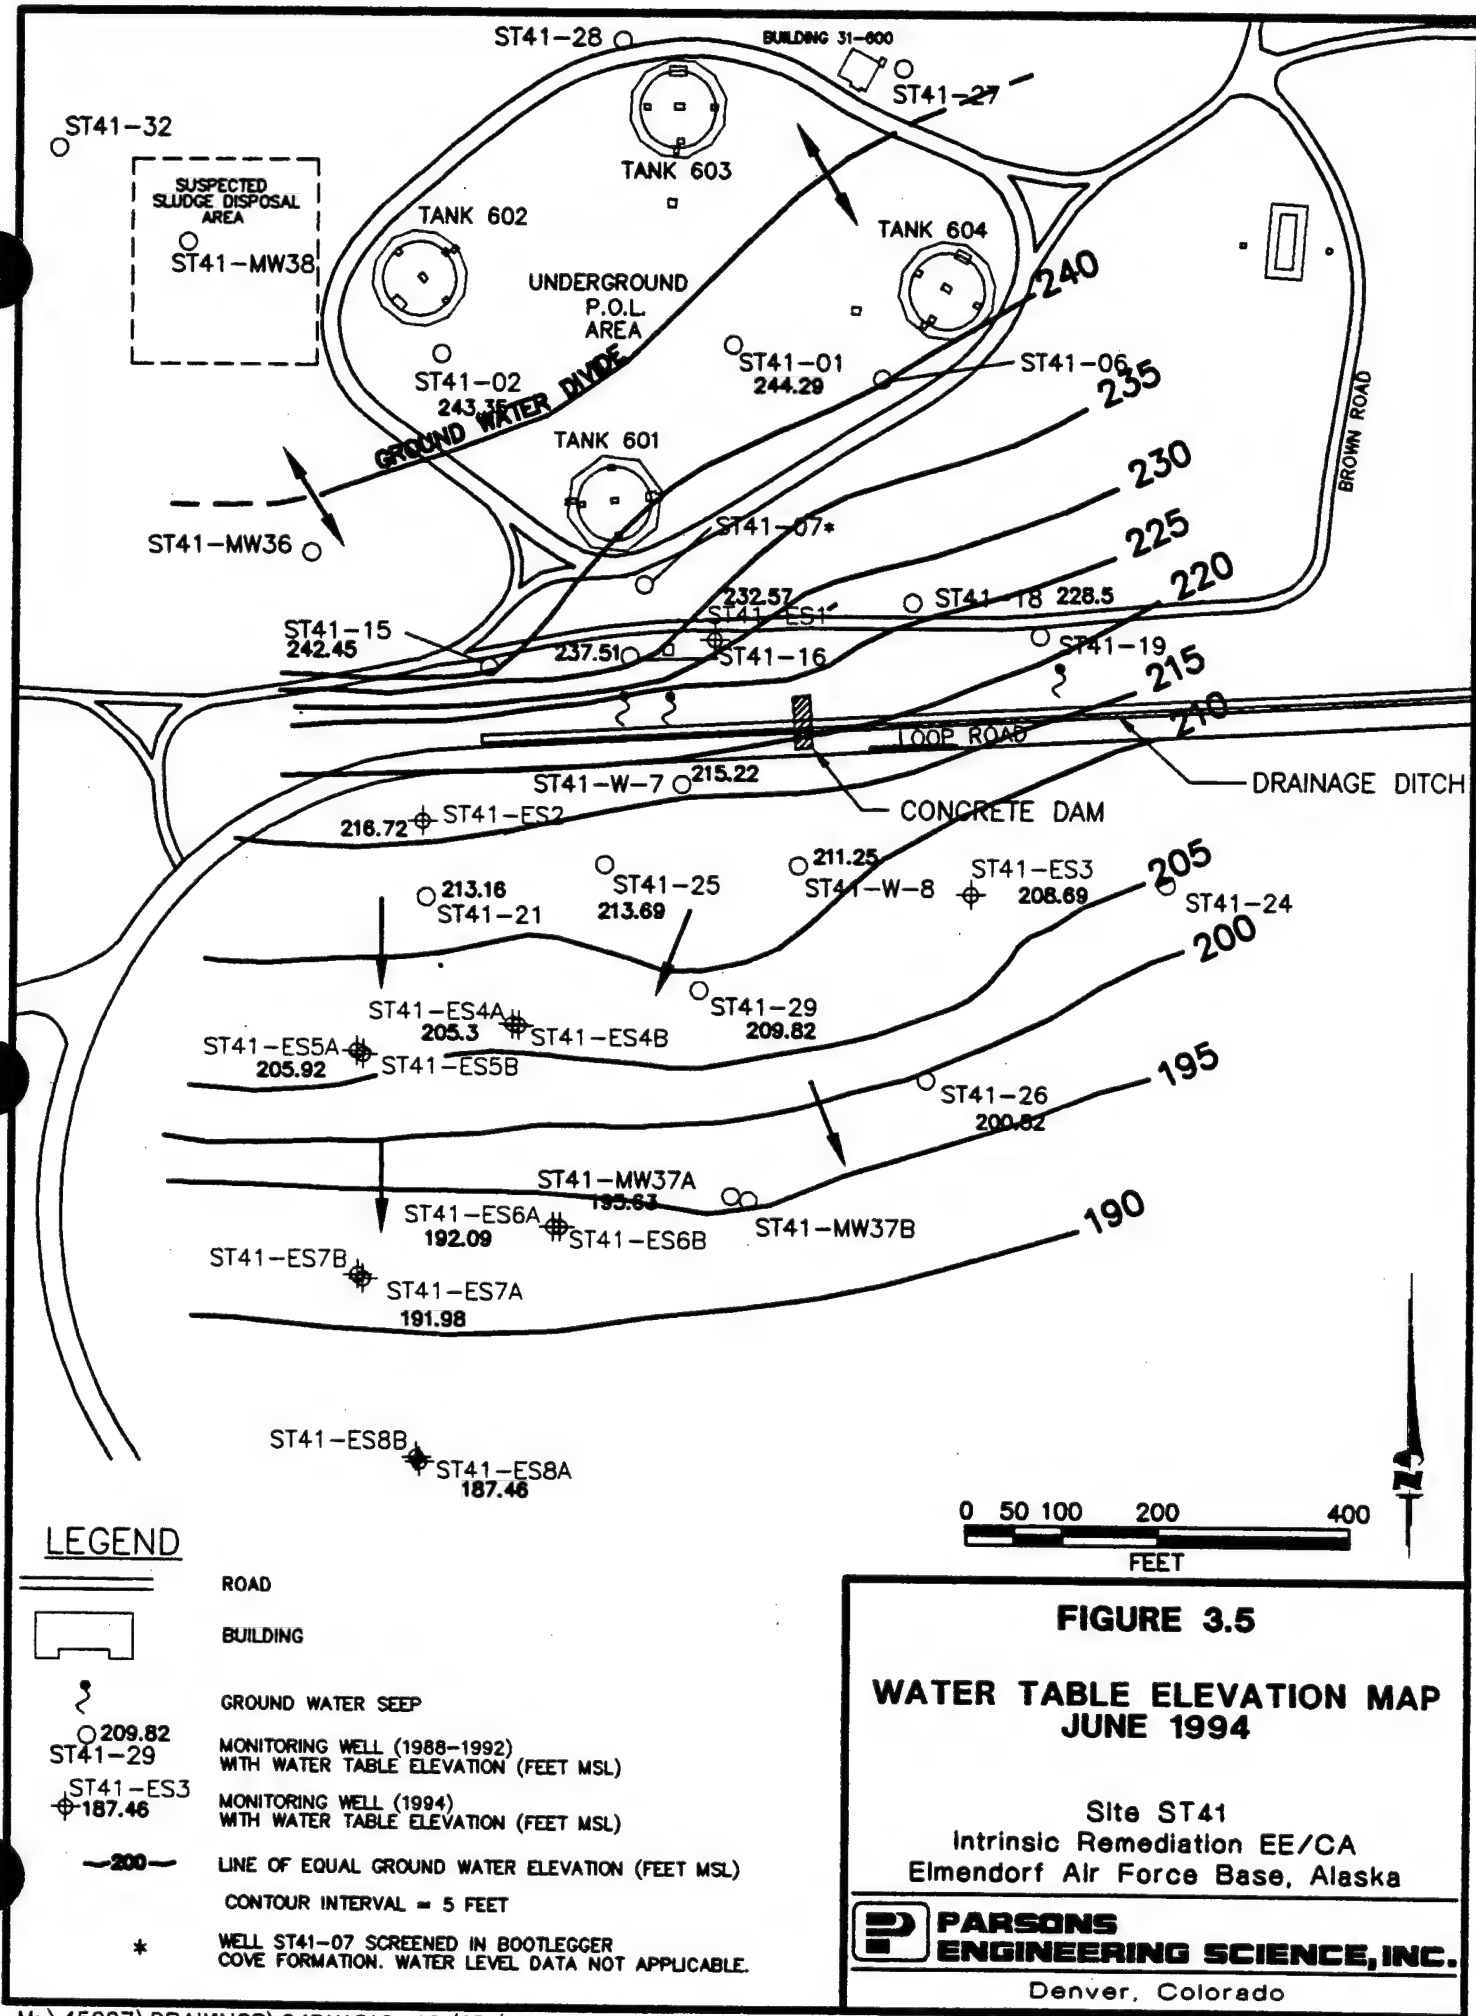 ST41-28
BUILDING 31-600
ST41-27
ST41-32
SUSPECTED
SLUDGE DISPOSAL
AREA
ST41-MW38
TANK 603
TANK 602
TANK 604
UNDERGROUND
P.O.L.
AREA
240
ST41-01
244.29
ST41-06
ST41-02
243.35
GROUND WATER DIVIDE
235
BROWN ROAD
TANK 601
230
ST41-07*
ST41-MW36
225
220
232.57
ST41-ES1
ST41-18 228.5
ST41-15
242.45
237.51
ST41-16
ST41-19
215
210
LOOP ROAD
ST41-W-7
215.22
DRAINAGE DITCH
CONCRETE DAM
216.72
ST41-ES2
211.25
ST41-W-8
ST41-ES3
208.69
205
ST41-25
213.69
213.16
ST41-21
ST41-24
200
ST41-29
209.82
ST41-ES4A
205.3
ST41-ES4B
ST41-ES5A
205.92
ST41-ES5B
195
ST41-26
200.52
ST41-MW37A
195.63
ST41-MW37B
190
ST41-ES6A
192.09
ST41-ES6B
ST41-ES7B
ST41-ES7A
191.98
ST41-ES8B
ST41-ES8A
187.46
N
0 50 100 200 400
FEET
LEGEND
ROAD
BUILDING
GROUND WATER SEEP
209.82
ST41-29
MONITORING WELL (1988-1992)
WITH WATER TABLE ELEVATION (FEET MSL)
ST41-ES3
187.46
MONITORING WELL (1994)
WITH WATER TABLE ELEVATION (FEET MSL)
200
LINE OF EQUAL GROUND WATER ELEVATION (FEET MSL)
CONTOUR INTERVAL = 5 FEET
* WELL ST41-07 SCREENED IN BOOTLEGGER
COVE FORMATION. WATER LEVEL DATA NOT APPLICABLE.
FIGURE 3.5
WATER TABLE ELEVATION MAP
JUNE 1994
Site ST41
Intrinsic Remediation EE/CA
Elmendorf Air Force Base, Alaska
PARSONS
ENGINEERING SCIENCE, INC.
Denver, Colorado